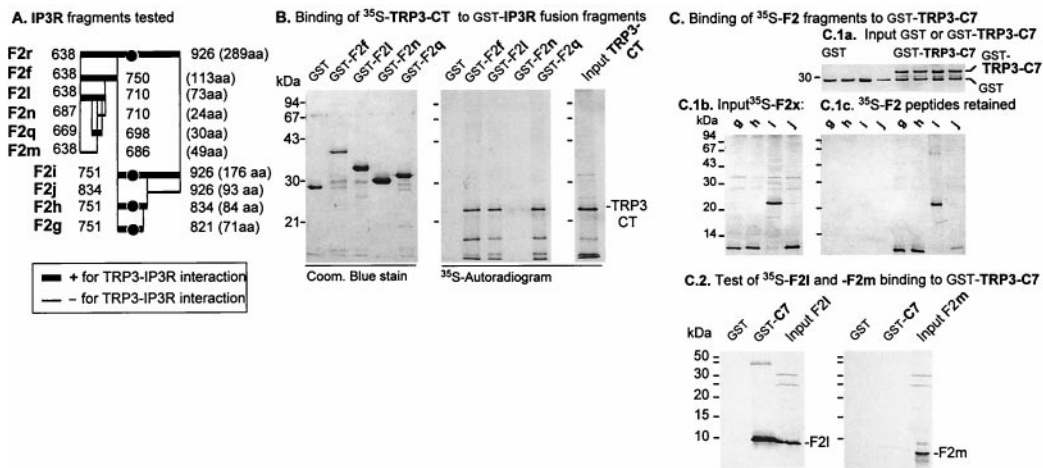 A. IP3R fragments tested
F2r 638 926 (289aa)
F2f 638 750 (113aa)
F2l 638 710 (73aa)
F2n 687 710 (24aa)
F2q 669 698 (30aa)
F2m 638 686 (49aa)
F2i 751 926 (176 aa)
F2j 834 926 (93 aa)
F2h 751 834 (84 aa)
F2g 751 821 (71aa)
+ for TRP3-IP3R interaction
– for TRP3-IP3R interaction
B. Binding of ³⁵S-TRP3-CT to GST-IP3R fusion fragments
GST GST-F2f GST-F2l GST-F2n GST-F2q
GST GST-F2f GST-F2l GST-F2n GST-F2q Input TRP3-CT
kDa
94
67
43
30
21
-TRP3 CT
Coom. Blue stain
³⁵S-Autoradiogram
C. Binding of ³⁵S-F2 fragments to GST-TRP3-C7
C.1a. Input GST or GST-TRP3-C7
GST GST-TRP3-C7
GST-TRP3-C7
30
GST
C.1b. Input³⁵S-F2x:
C.1c. ³⁵S-F2 peptides retained
kDa
g h i j
g h i j g h i j
94
67
43
30
20
14
C.2. Test of ³⁵S-F2l and -F2m binding to GST-TRP3-C7
GST GST-C7 Input F2l
GST GST-C7 Input F2m
kDa
50
30
20
15
10
-F2l
-F2m